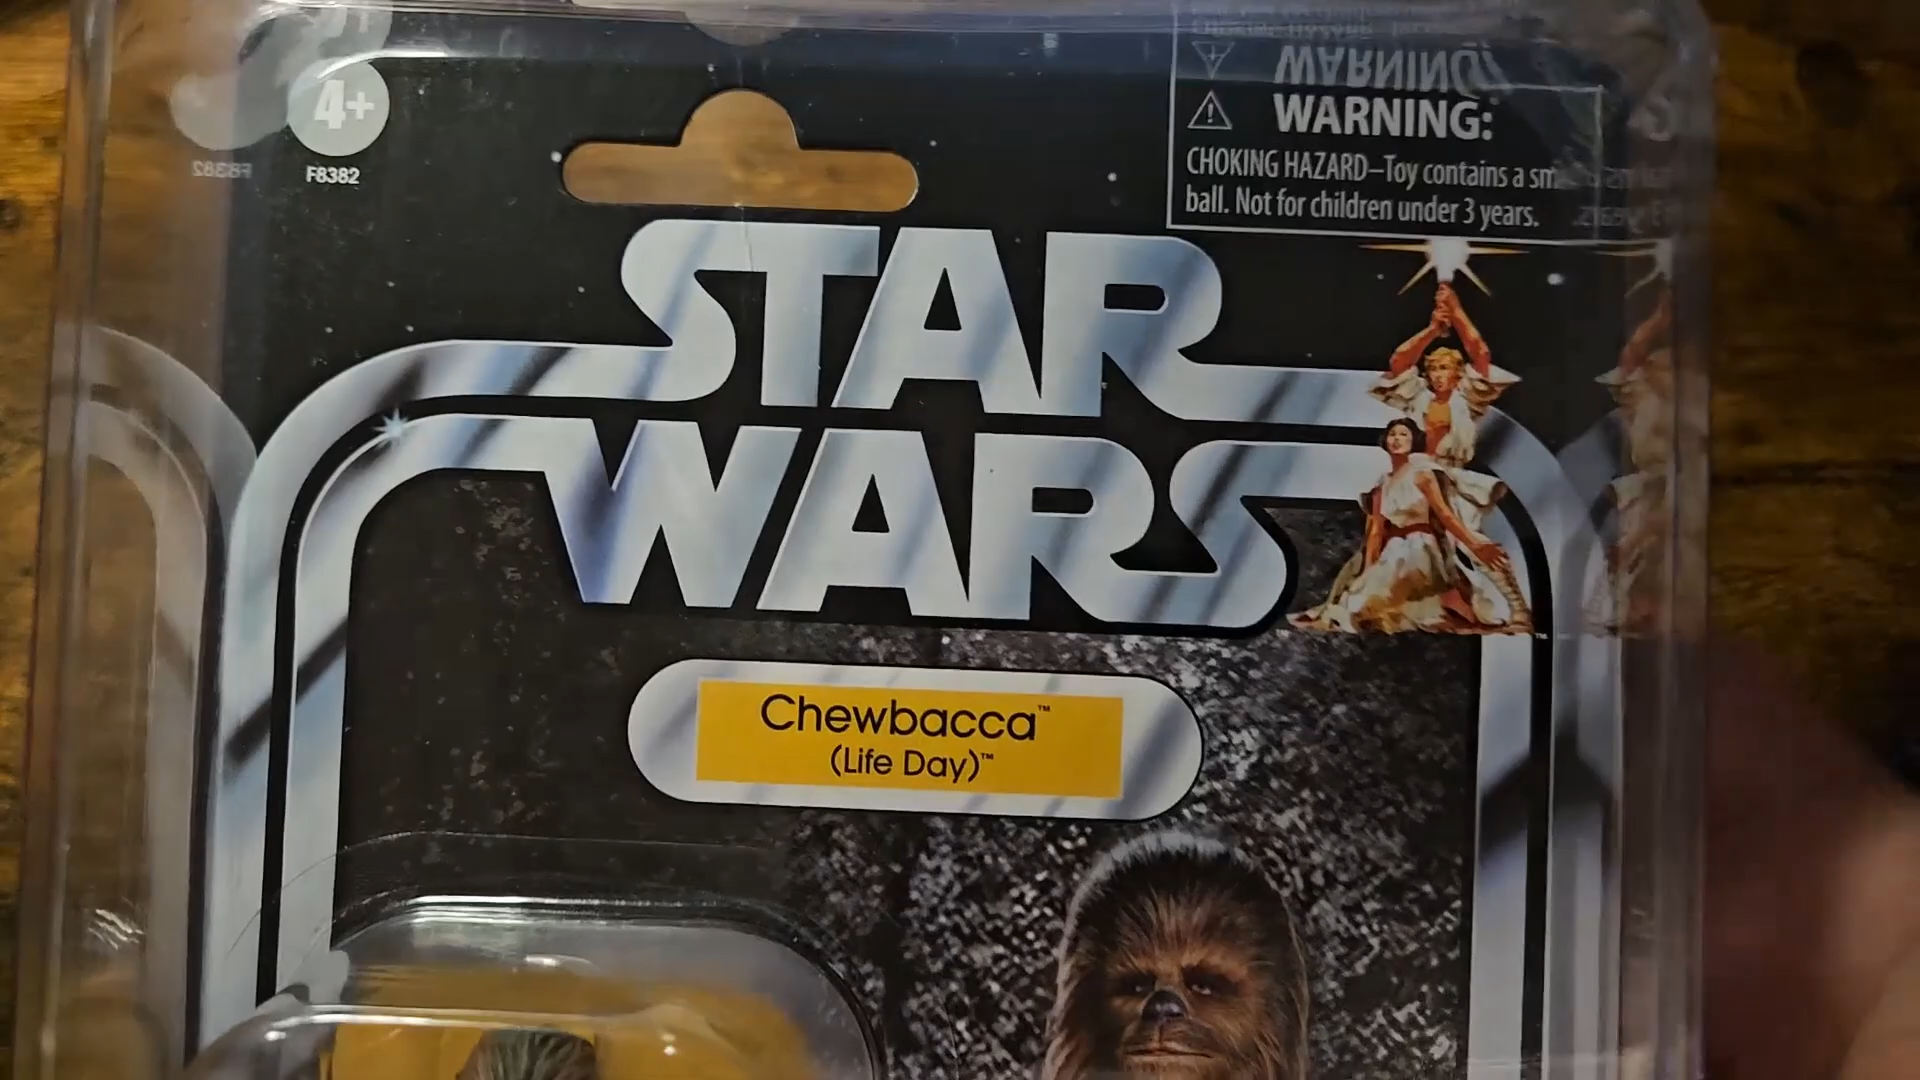 4+
F8382
WARNING:
CHOKING HAZARD–Toy contains a
ball. Not for children under 3 years.
STAR
WARS
Chewbacca™
(Life Day)™